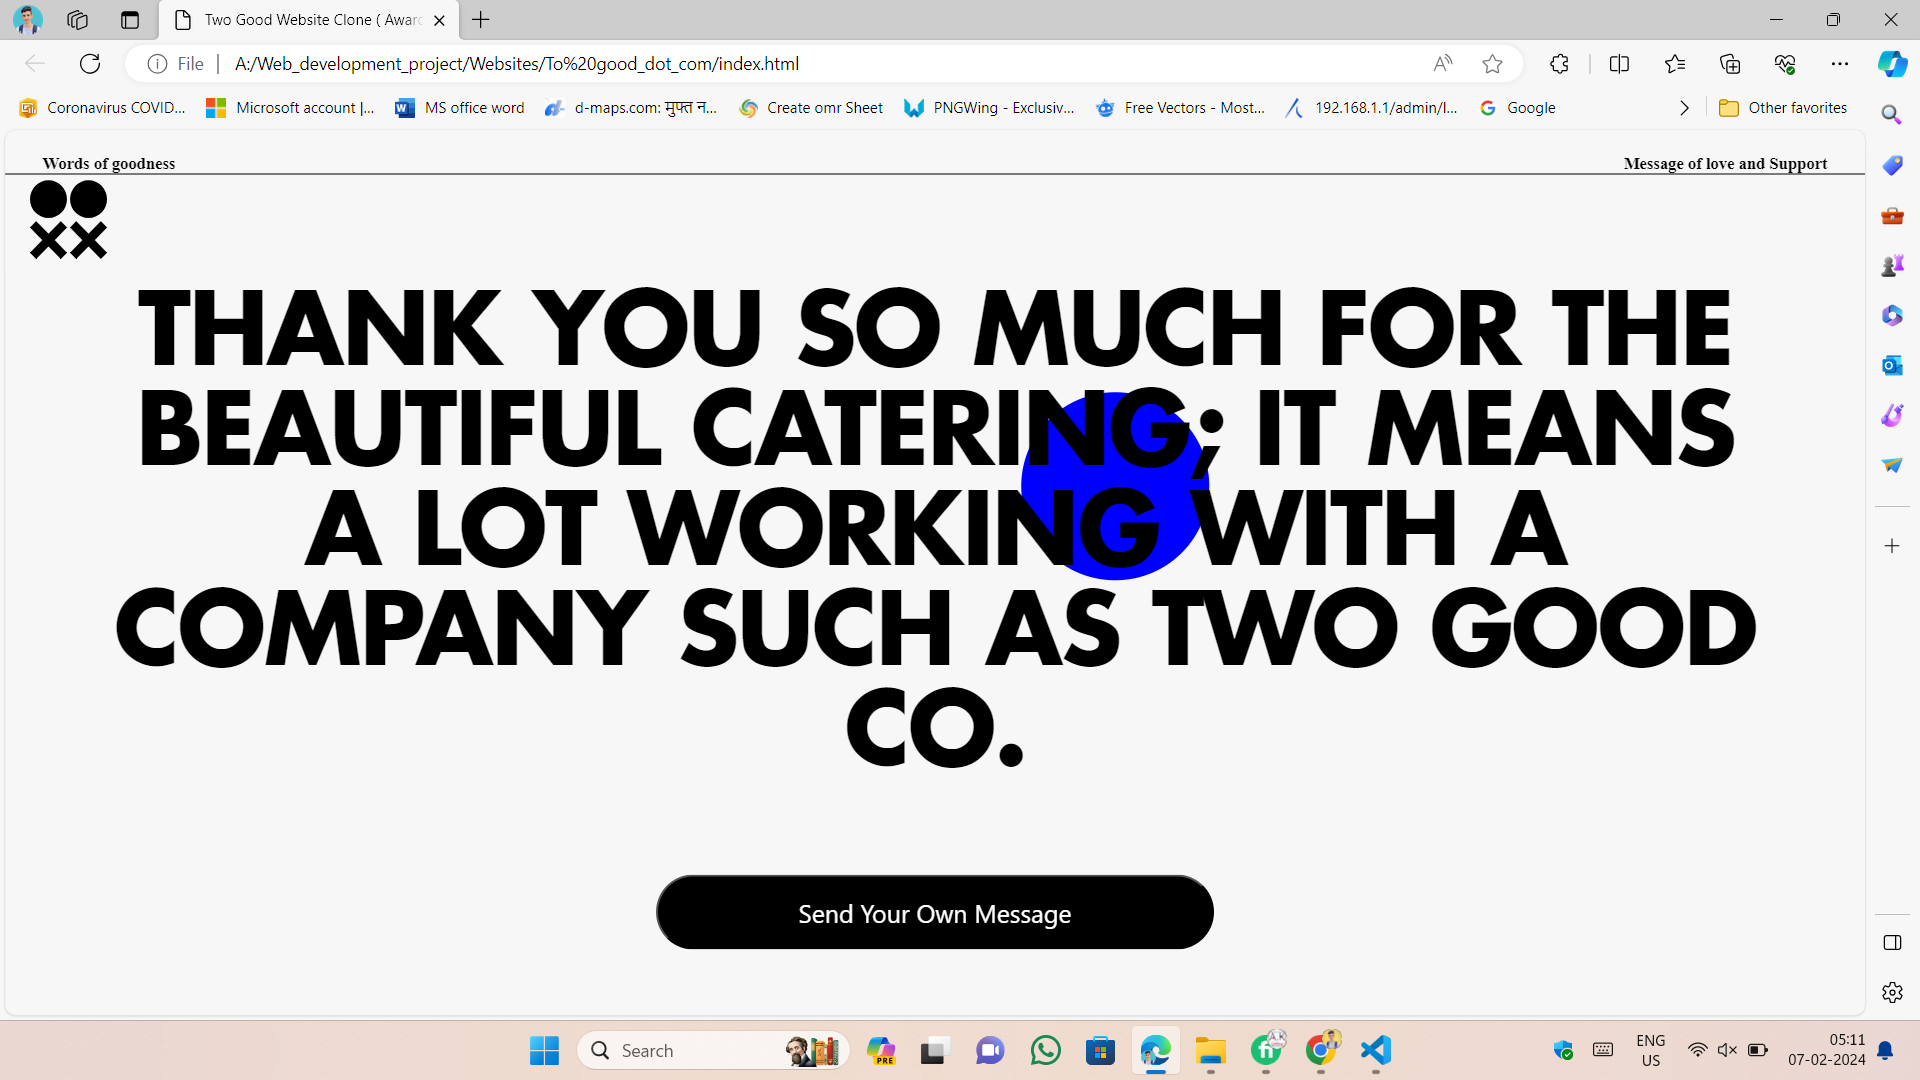 Two Good Website Clone ( Awar
File
A:/Web_development_project/Websites/To%20good_dot_com/index.html
Coronavirus COVID...
Microsoft account |...
MS office word
d-maps.com: मुफ्त न...
Create omr Sheet
PNGWing - Exclusiv...
Free Vectors - Most...
192.168.1.1/admin/l...
Google
Other favorites
Words of goodness
Message of love and Support
THANK YOU SO MUCH FOR THE
BEAUTIFUL CATERING; IT MEANS
A LOT WORKING WITH A
COMPANY SUCH AS TWO GOOD
CO.
Send Your Own Message
Search
PRE
ENG
US
05:11
07-02-2024